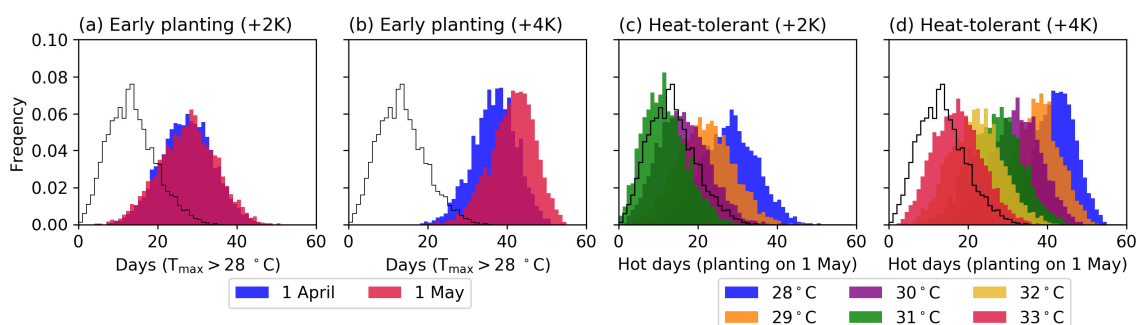 (a) Early planting (+2K)
(b) Early planting (+4K)
(c) Heat-tolerant (+2K)
(d) Heat-tolerant (+4K)
Freqency
0.10
0.08
0.06
0.04
0.02
0.00
0 20 40 60
0 20 40 60
0 20 40 60
0 20 40 60
Days (Tmax > 28 °C)
Days (Tmax > 28 °C)
Hot days (planting on 1 May)
Hot days (planting on 1 May)
1 April 1 May
28°C 30°C 32°C
29°C 31°C 33°C